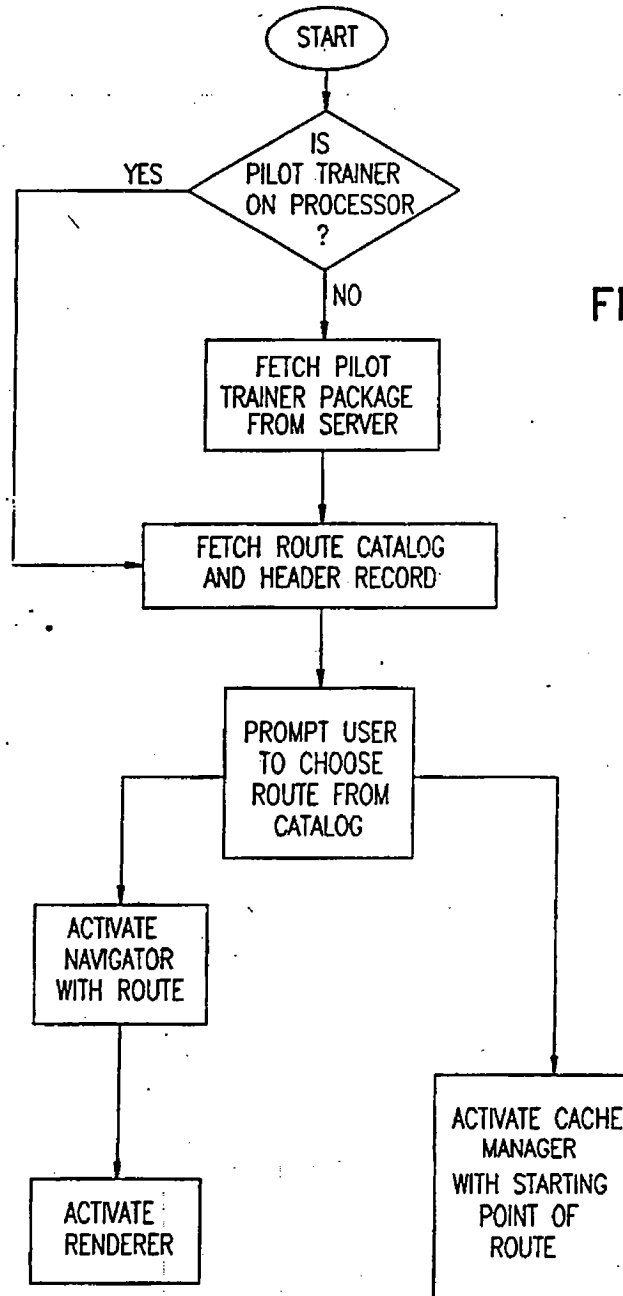 START
IS
PILOT TRAINER
ON PROCESSOR
?
YES
NO
FETCH PILOT
TRAINER PACKAGE
FROM SERVER
FETCH ROUTE CATALOG
AND HEADER RECORD
PROMPT USER
TO CHOOSE
ROUTE FROM
CATALOG
ACTIVATE
NAVIGATOR
WITH ROUTE
ACTIVATE
RENDERER
ACTIVATE CACHE
MANAGER
WITH STARTING
POINT OF
ROUTE